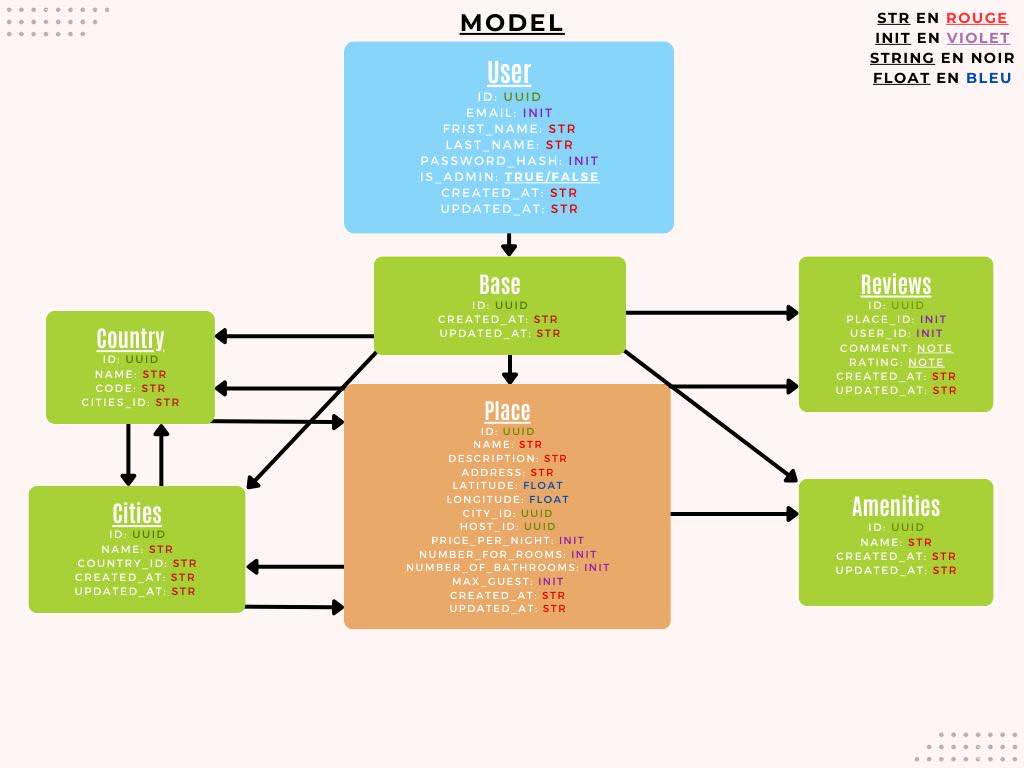 MODEL
STR EN ROUGE
INIT EN VIOLET
STRING EN NOIR
FLOAT EN BLEU
User
ID: UUID
EMAIL: INIT
FRIST_NAME: STR
LAST_NAME: STR
PASSWORD_HASH: INIT
IS_ADMIN: TRUE/FALSE
CREATED_AT: STR
UPDATED_AT: STR
Base
ID: UUID
CREATED_AT: STR
UPDATED_AT: STR
Reviews
ID: UUID
PLACE_ID: INIT
USER_ID: INIT
COMMENT: NOTE
RATING: NOTE
CREATED_AT: STR
UPDATED_AT: STR
Country
ID: UUID
NAME: STR
CODE: STR
CITIES_ID: STR
Place
ID: UUID
NAME: STR
DESCRIPTION: STR
ADDRESS: STR
LATITUDE: FLOAT
LONGITUDE: FLOAT
CITY_ID: UUID
HOST_ID: UUID
PRICE_PER_NIGHT: INIT
NUMBER_FOR_ROOMS: INIT
NUMBER_OF_BATHROOMS: INIT
MAX_GUEST: INIT
CREATED_AT: STR
UPDATED_AT: STR
Cities
ID: UUID
NAME: STR
COUNTRY_ID: STR
CREATED_AT: STR
UPDATED_AT: STR
Amenities
ID: UUID
NAME: STR
CREATED_AT: STR
UPDATED_AT: STR